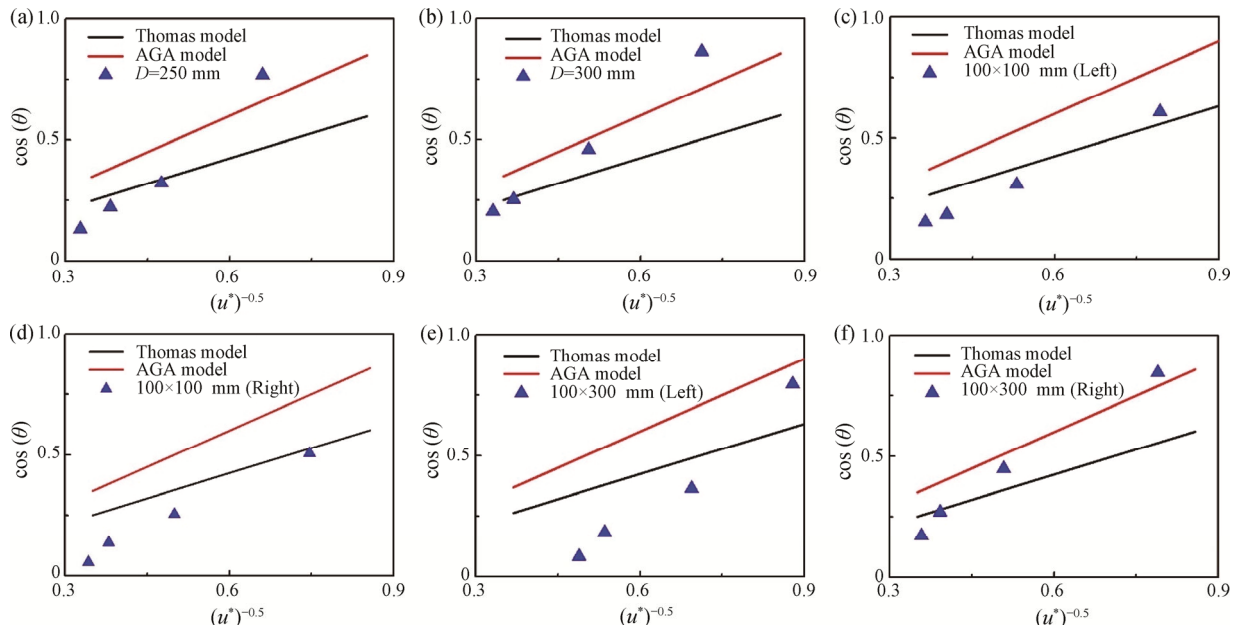 (a)
Thomas model
AGA model
D=250 mm
1.0
0.5
0
cos (θ)
0.3
0.6
0.9
(u*)⁻⁰·⁵
(b)
Thomas model
AGA model
D=300 mm
1.0
0.5
0
cos (θ)
0.3
0.6
0.9
(u*)⁻⁰·⁵
(c)
Thomas model
AGA model
100×100 mm (Left)
1.0
0.5
0
cos (θ)
0.3
0.6
0.9
(u*)⁻⁰·⁵
(d)
Thomas model
AGA model
100×100 mm (Right)
1.0
0.5
0
cos (θ)
0.3
0.6
0.9
(u*)⁻⁰·⁵
(e)
Thomas model
AGA model
100×300 mm (Left)
1.0
0.5
0
cos (θ)
0.3
0.6
0.9
(u*)⁻⁰·⁵
(f)
Thomas model
AGA model
100×300 mm (Right)
1.0
0.5
0
cos (θ)
0.3
0.6
0.9
(u*)⁻⁰·⁵